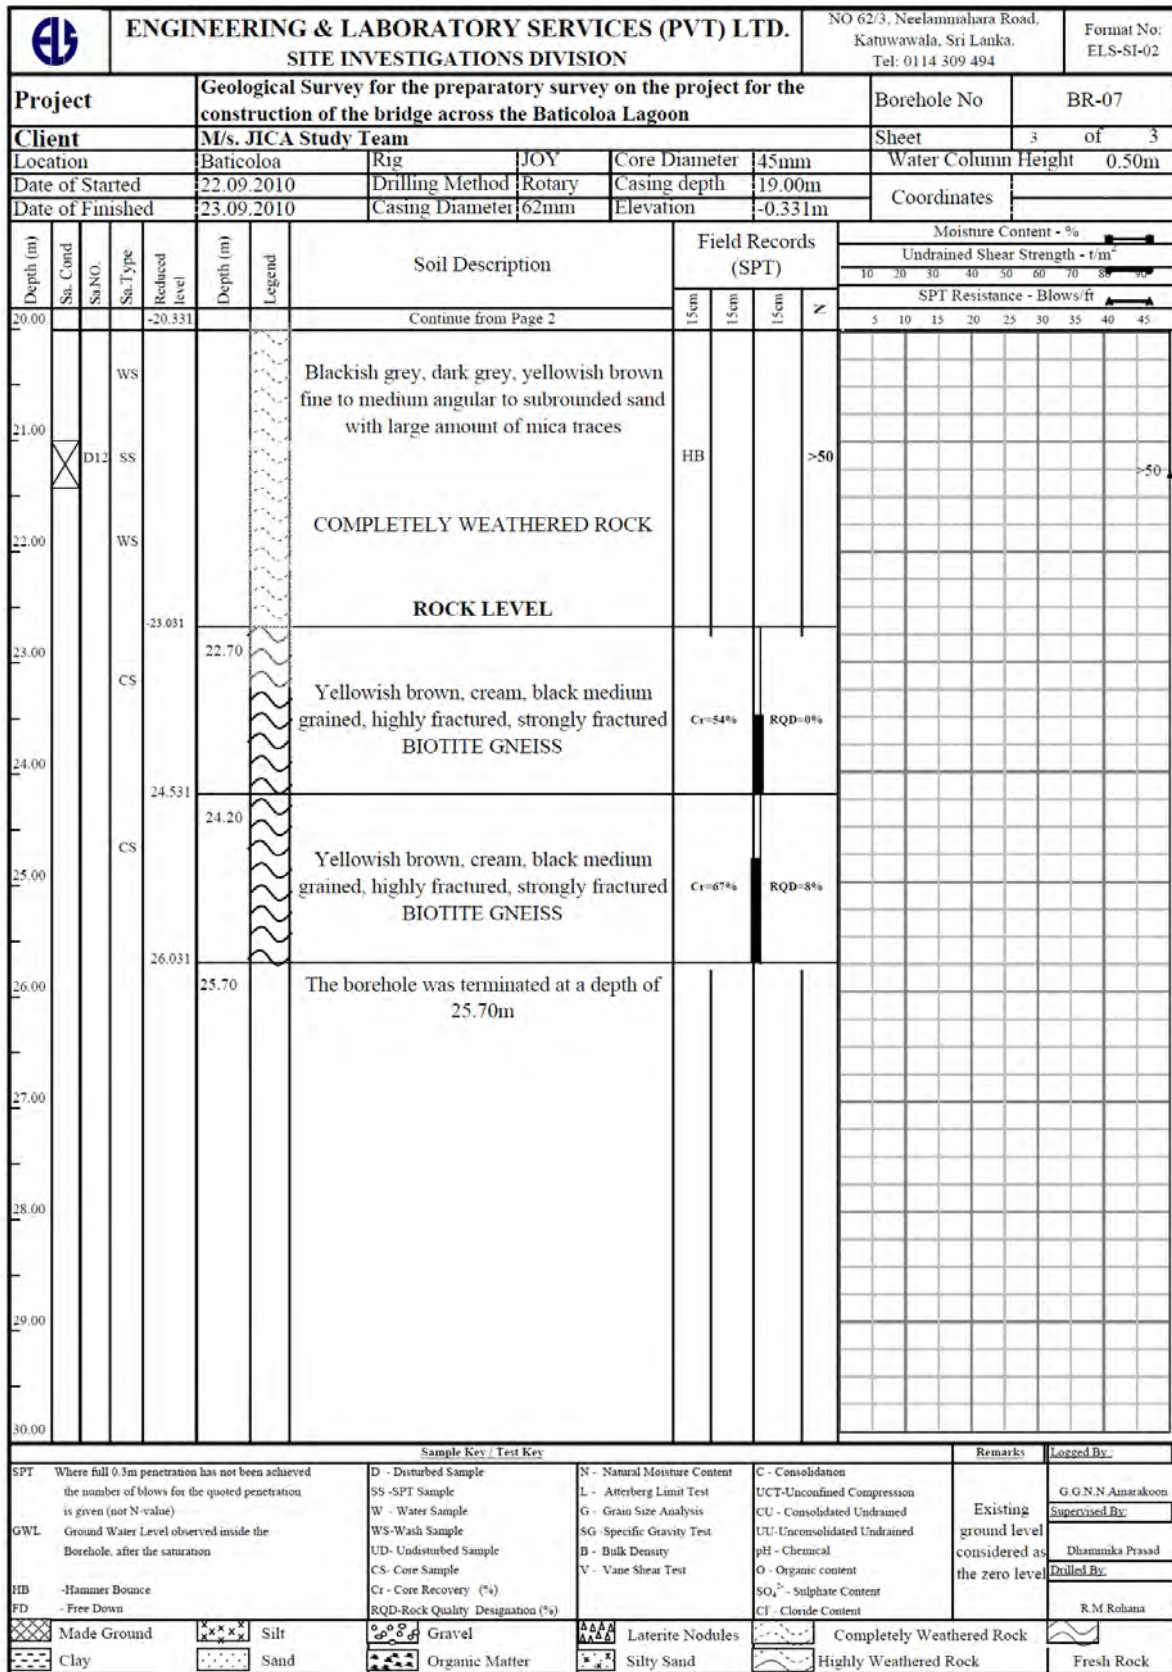 ELS
ENGINEERING & LABORATORY SERVICES (PVT) LTD.
SITE INVESTIGATIONS DIVISION
NO 62/3, Neelammahara Road,
Katuwawala, Sri Lanka.
Tel: 0114 309 494
Format No:
ELS-SI-02
Project
Geological Survey for the preparatory survey on the project for the
construction of the bridge across the Baticoloa Lagoon
Borehole No BR-07
Client M/s. JICA Study Team Sheet 3 of 3
Location Baticoloa Rig JOY Core Diameter 45mm Water Column Height 0.50m
Date of Started 22.09.2010 Drilling Method Rotary Casing depth 19.00m Coordinates
Date of Finished 23.09.2010 Casing Diameter 62mm Elevation -0.331m
Depth (m) Sa. Cond Sa.NO. Sa.Type Reduced level Depth (m) Legend Soil Description Field Records (SPT) 15cm 15cm 15cm N
Moisture Content - %
Undrained Shear Strength - t/m2
10 20 30 40 50 60 70 80 90
SPT Resistance - Blows/ft
5 10 15 20 25 30 35 40 45
20.00 -20.331 Continue from Page 2
WS Blackish grey, dark grey, yellowish brown
fine to medium angular to subrounded sand
with large amount of mica traces
21.00
D12 SS HB >50 >50
COMPLETELY WEATHERED ROCK
22.00 WS
ROCK LEVEL
-23.031
23.00 22.70
CS
Yellowish brown, cream, black medium
grained, highly fractured, strongly fractured Cr=54% RQD=0%
BIOTITE GNEISS
24.00
24.531
24.20
CS
Yellowish brown, cream, black medium
25.00 grained, highly fractured, strongly fractured Cr=67% RQD=8%
BIOTITE GNEISS
26.031
26.00 25.70 The borehole was terminated at a depth of
25.70m
27.00
28.00
29.00
30.00
Sample Key / Test Key Remarks Logged By :
SPT Where full 0.3m penetration has not been achieved
the number of blows for the quoted penetration
is given (not N-value)
GWL Ground Water Level observed inside the
Borehole, after the saturation
HB -Hammer Bounce
FD - Free Down
D - Disturbed Sample
SS -SPT Sample
W - Water Sample
WS-Wash Sample
UD- Undisturbed Sample
CS- Core Sample
Cr - Core Recovery (%)
RQD-Rock Quality Designation (%)
N - Natural Moisture Content
L - Atterberg Limit Test
G - Grain Size Analysis
SG -Specific Gravity Test
B - Bulk Density
V - Vane Shear Test
C - Consolidation
UCT-Unconfined Compression
CU - Consolidated Undrained
UU-Unconsolidated Undrained
pH - Chemical
O - Organic content
SO4 2- - Sulphate Content
Cl- - Cloride Content
Existing
ground level
considered as
the zero level
G.G.N.N.Amarakoon
Supervised By:
Dhammika Prasad
Drilled By:
R.M.Rohana
Made Ground Silt Gravel Laterite Nodules Completely Weathered Rock
Clay Sand Organic Matter Silty Sand Highly Weathered Rock Fresh Rock